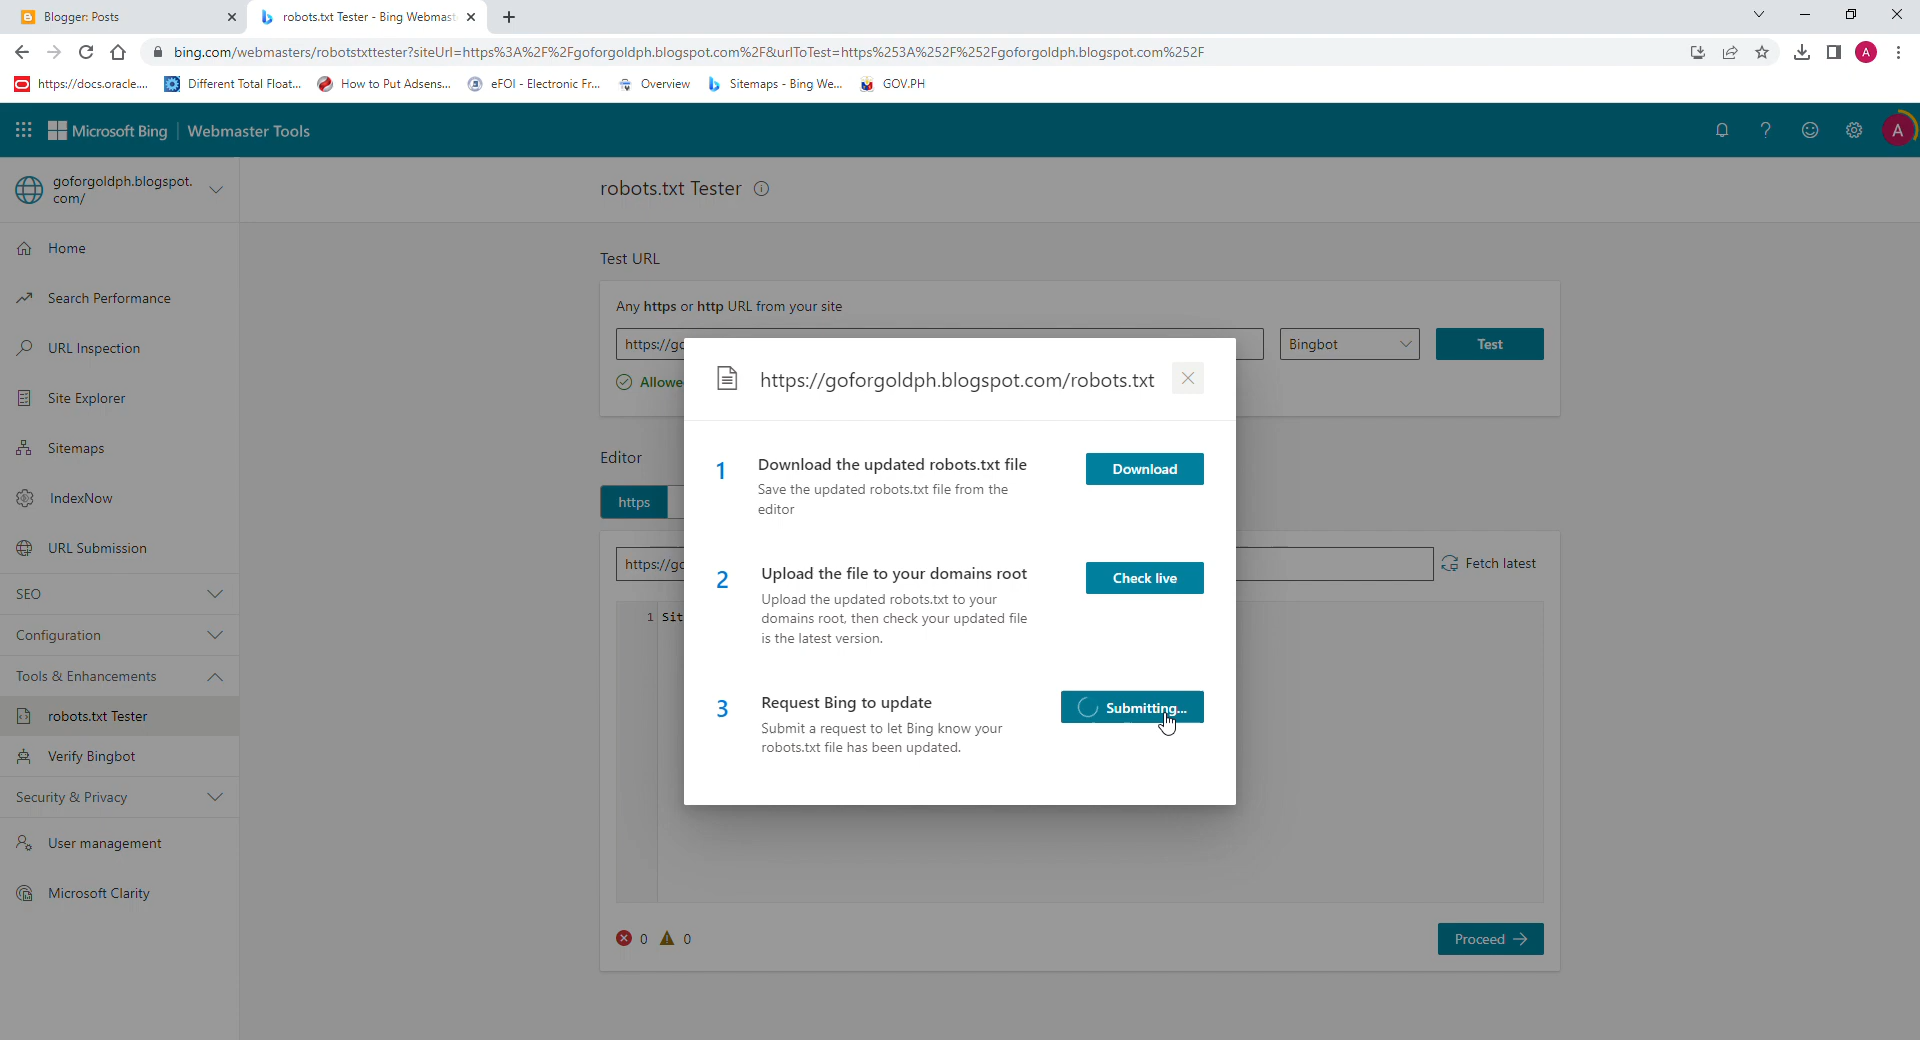 Blogger: Posts
robots.txt Tester - Bing Webmast
bing.com/webmasters/robotstxttester?siteUrl=https%3A%2F%2Fgoforgoldph.blogspot.com%2F&urlToTest=https%253A%252F%252Fgoforgoldph.blogspot.com%252F
A
https://docs.oracle....
Different Total Float...
How to Put Adsens...
eFOI - Electronic Fr...
Overview
Sitemaps - Bing We...
GOV.PH
Microsoft Bing
Webmaster Tools
A
goforgoldph.blogspot.
com/
Home
Search Performance
URL Inspection
Site Explorer
Sitemaps
IndexNow
URL Submission
SEO
Configuration
Tools & Enhancements
robots.txt Tester
Verify Bingbot
Security & Privacy
User management
Microsoft Clarity
robots.txt Tester
Test URL
Any https or http URL from your site
https://go
Bingbot
Test
Allowe
Editor
https
https://go
Fetch latest
1 Sit
0
0
Proceed
https://goforgoldph.blogspot.com/robots.txt
1
Download the updated robots.txt file
Save the updated robots.txt file from the
editor
Download
2
Upload the file to your domains root
Upload the updated robots.txt to your
domains root, then check your updated file
is the latest version.
Check live
3
Request Bing to update
Submit a request to let Bing know your
robots.txt file has been updated.
Submitting...